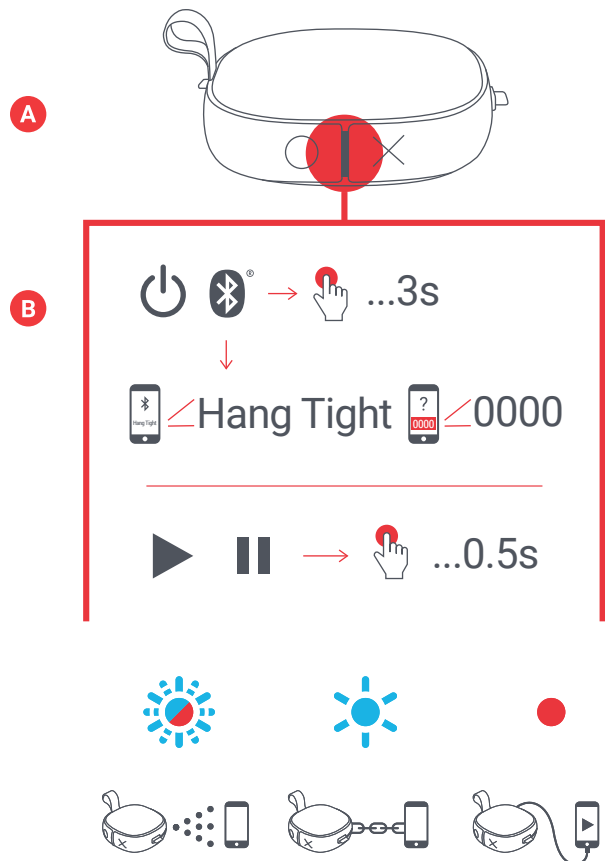 A
B
® ...3s
Hang Tight
Hang Tight
?
0000
0000
...0.5s